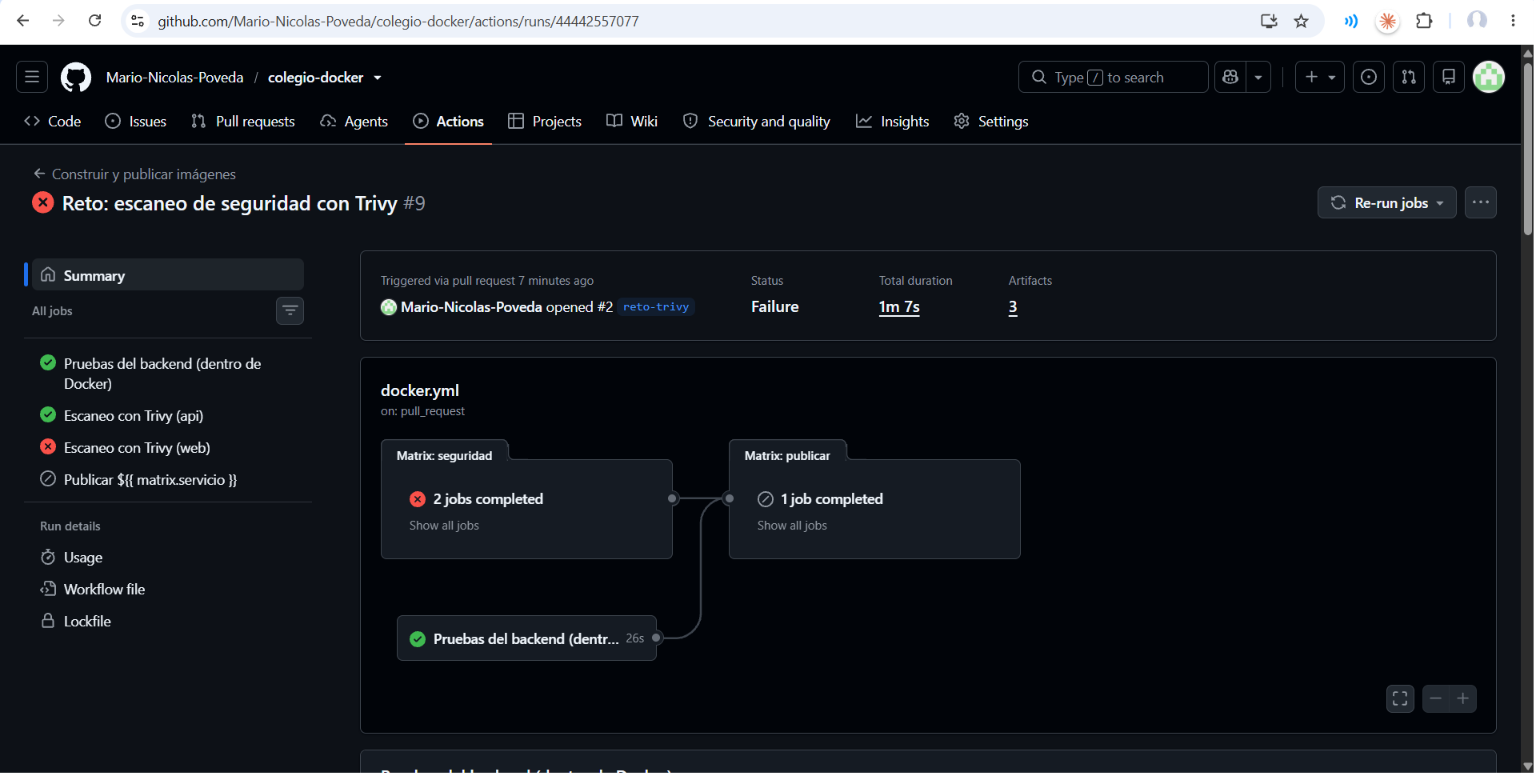 github.com/Mario-Nicolas-Poveda/colegio-docker/actions/runs/44442557077
Mario-Nicolas-Poveda / colegio-docker
Type / to search
Code Issues Pull requests Agents Actions Projects Wiki Security and quality Insights Settings
Construir y publicar imágenes
Reto: escaneo de seguridad con Trivy #9
Re-run jobs
Summary
All jobs
Pruebas del backend (dentro de
Docker)
Escaneo con Trivy (api)
Escaneo con Trivy (web)
Publicar ${{ matrix.servicio }}
Run details
Usage
Workflow file
Lockfile
Triggered via pull request 7 minutes ago
Mario-Nicolas-Poveda opened #2 reto-trivy
Status
Failure
Total duration
1m 7s
Artifacts
3
docker.yml
on: pull_request
Matrix: seguridad
2 jobs completed
Show all jobs
Matrix: publicar
1 job completed
Show all jobs
Pruebas del backend (dentr... 26s